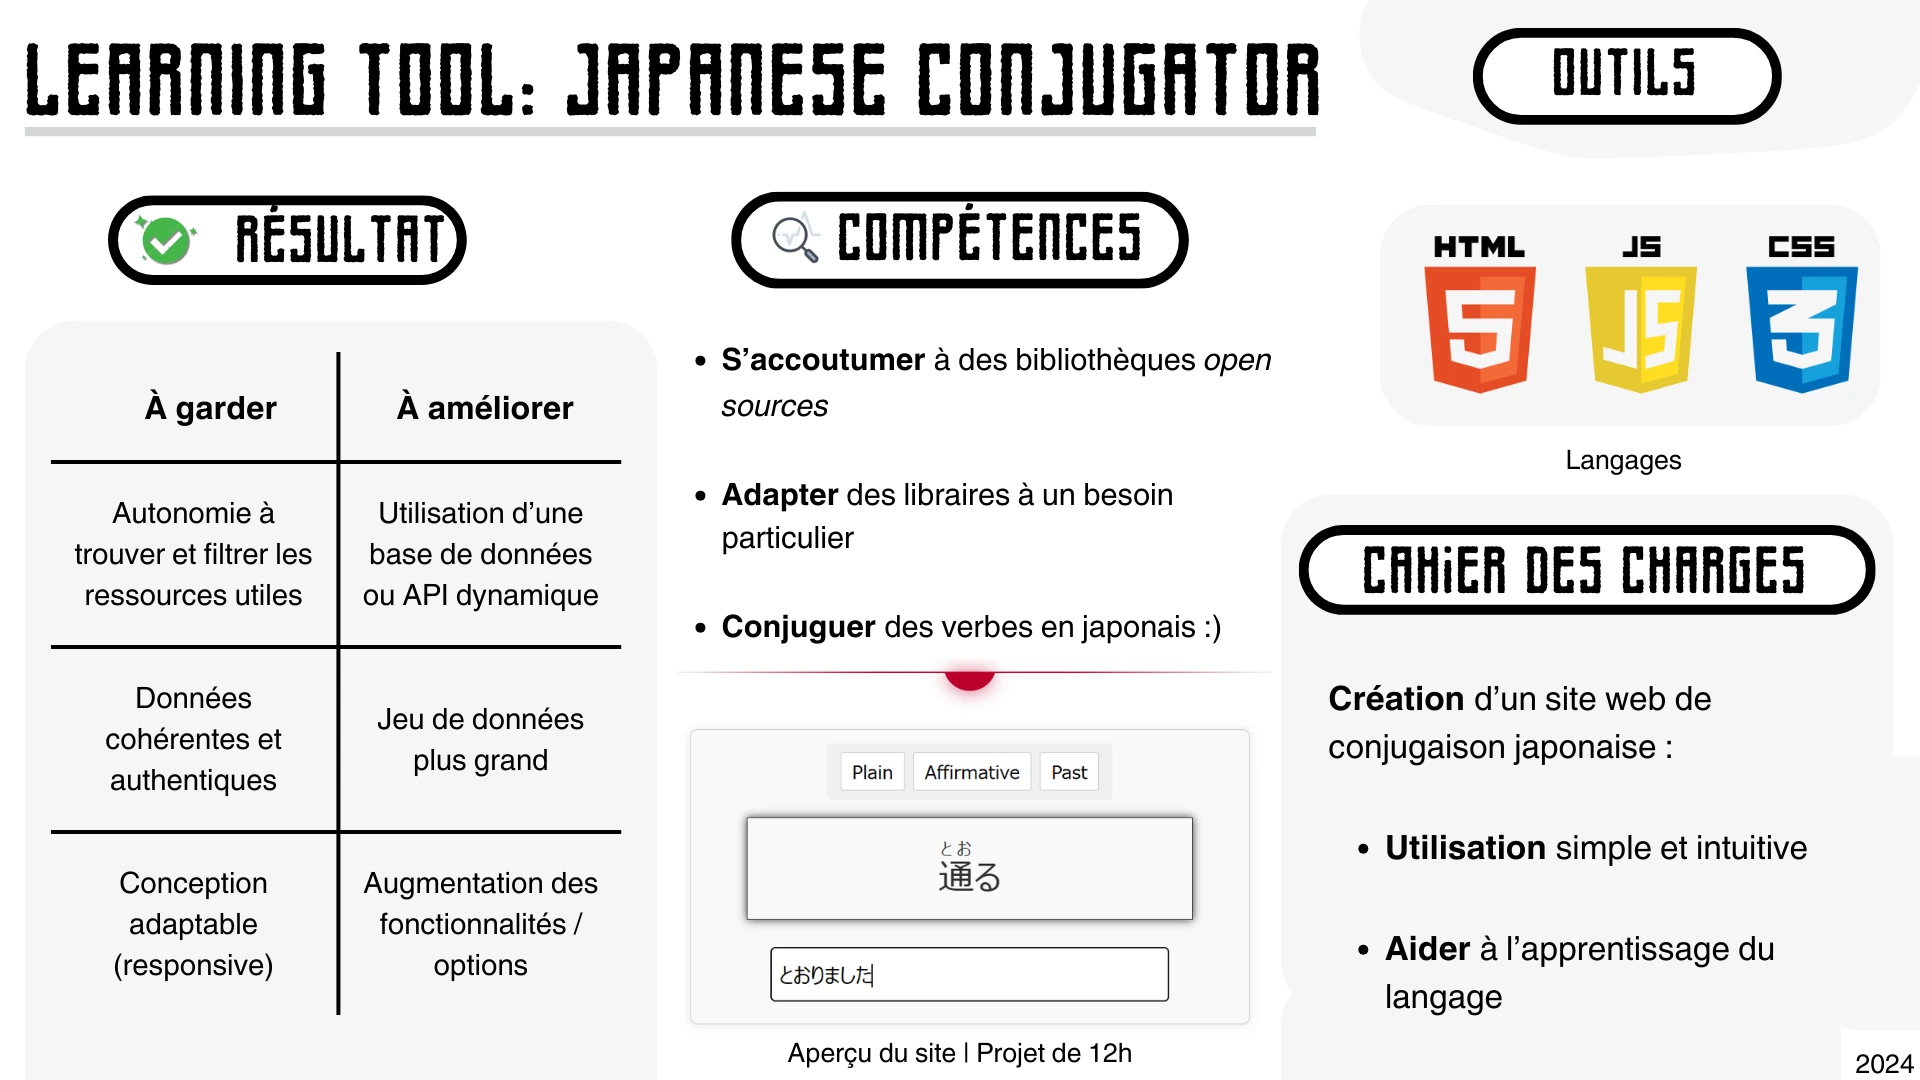 LEARNING TOOL: JAPANESE CONJUGATOR
OUTILS
RÉSULTAT
À garder
À améliorer
Autonomie à
trouver et filtrer les
ressources utiles
Utilisation d’une
base de données
ou API dynamique
Données
cohérentes et
authentiques
Jeu de données
plus grand
Conception
adaptable
(responsive)
Augmentation des
fonctionnalités /
options
COMPÉTENCES
• S’accoutumer à des bibliothèques open
sources
• Adapter des libraires à un besoin
particulier
• Conjuguer des verbes en japonais :)
Plain
Affirmative
Past
とお
通る
とおりました
Aperçu du site | Projet de 12h
HTML
5
JS
JS
CSS
3
Langages
CAHiER DES CHARGES
Création d’un site web de
conjugaison japonaise :
• Utilisation simple et intuitive
• Aider à l’apprentissage du
langage
2024